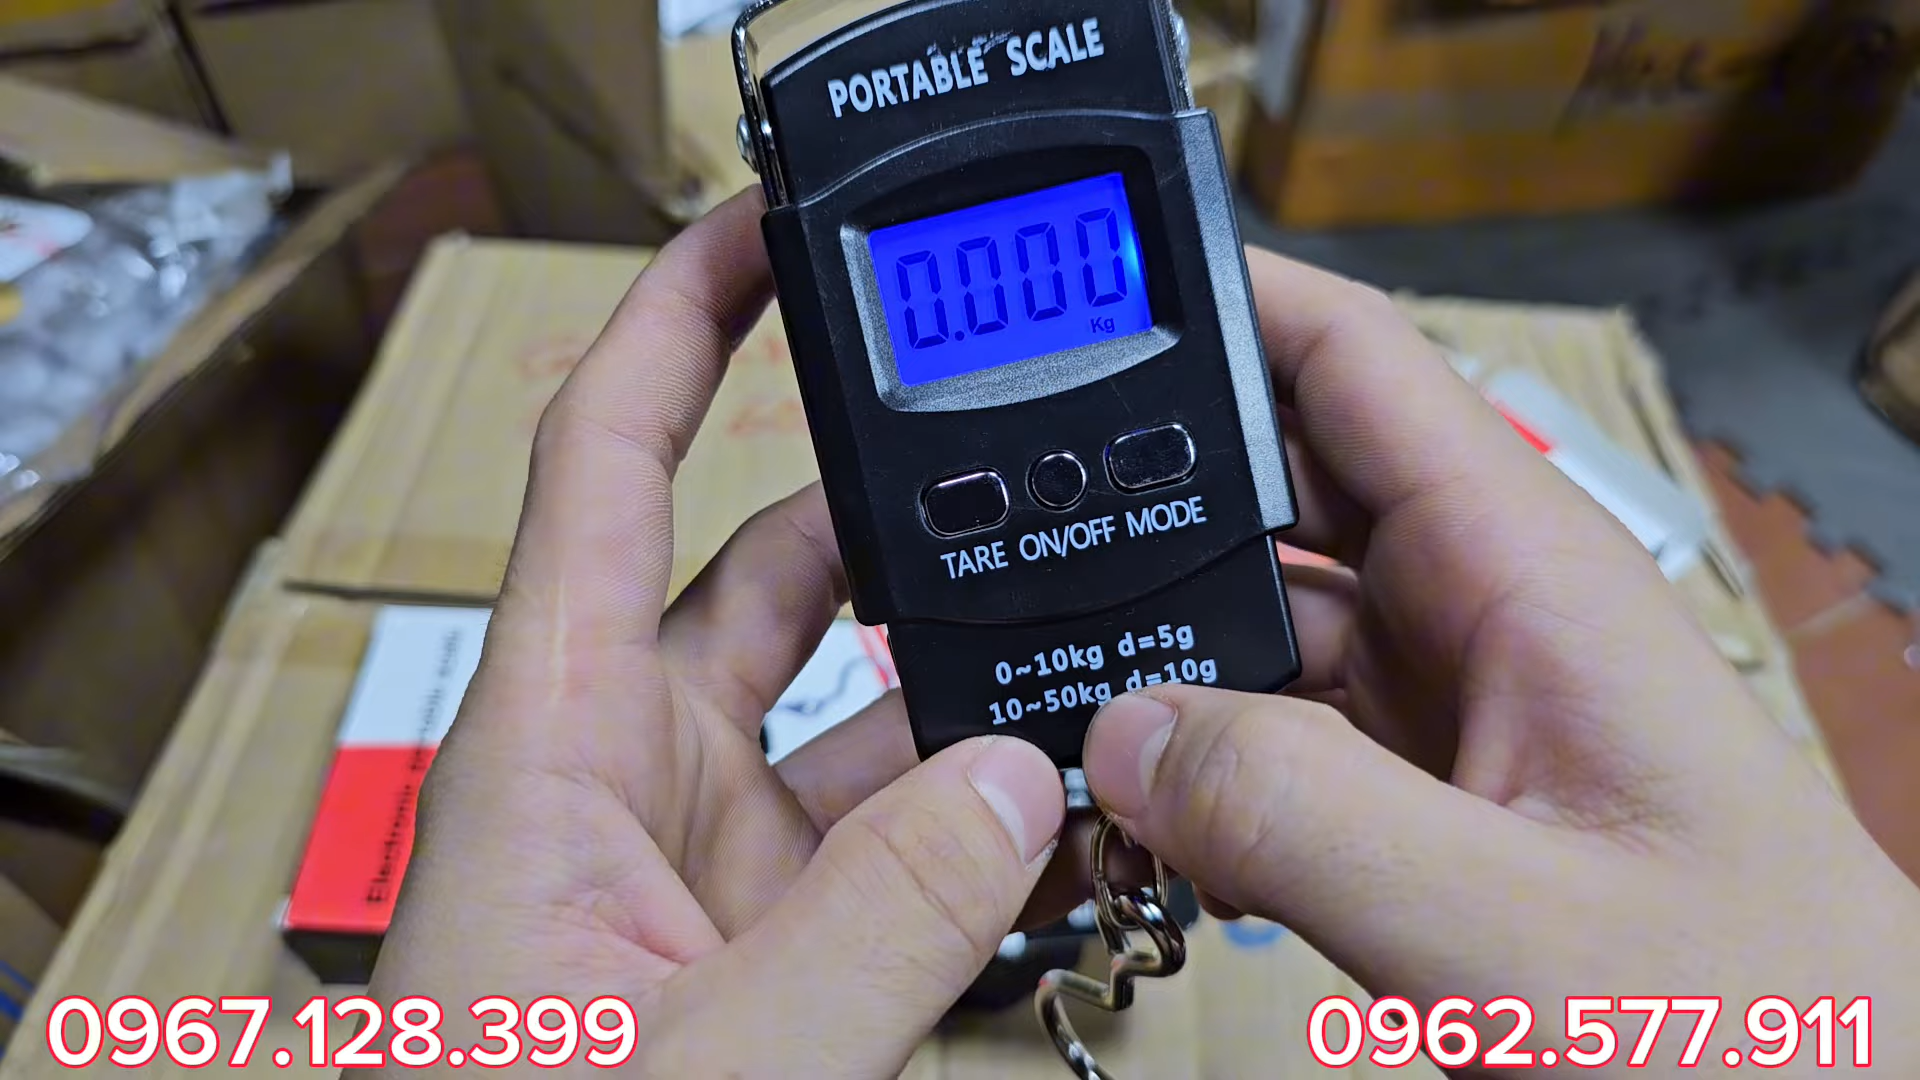 PORTABLE SCALE
0.000
Kg
TARE ON/OFF MODE
0~10kg d=5g
10~50kg d=10g
Electronic
0967.128.399
0962.577.911